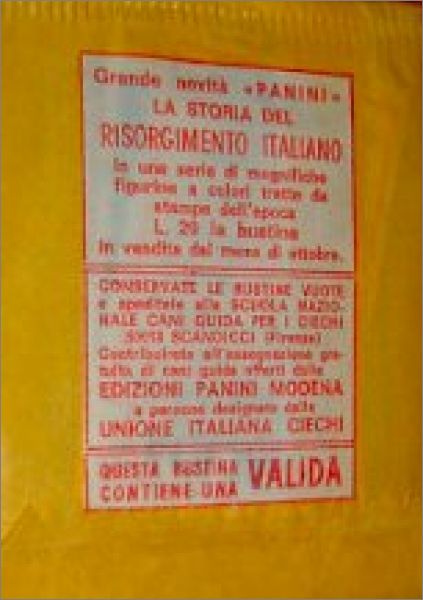 Grande novità «PANINI»
LA STORIA DEL
RISORGIMENTO ITALIANO
in una serie di magnifiche
figurine a colori tratte da
stampe dell'epoca
L. 20 la bustina
in vendita dal mese di ottobre.
CONSERVATE LE BUSTINE VUOTE
e speditele alla SCUOLA NAZIO-
NALE CANI GUIDA PER I CIECHI
50018 SCANDICCI (Firenze)
Contribuirete all'assegnazione gra-
tuita di cani guida offerti dalle
EDIZIONI PANINI MODENA
a persone designate dalla
UNIONE ITALIANA CIECHI
QUESTA BUSTINA
CONTIENE UNA VALIDA